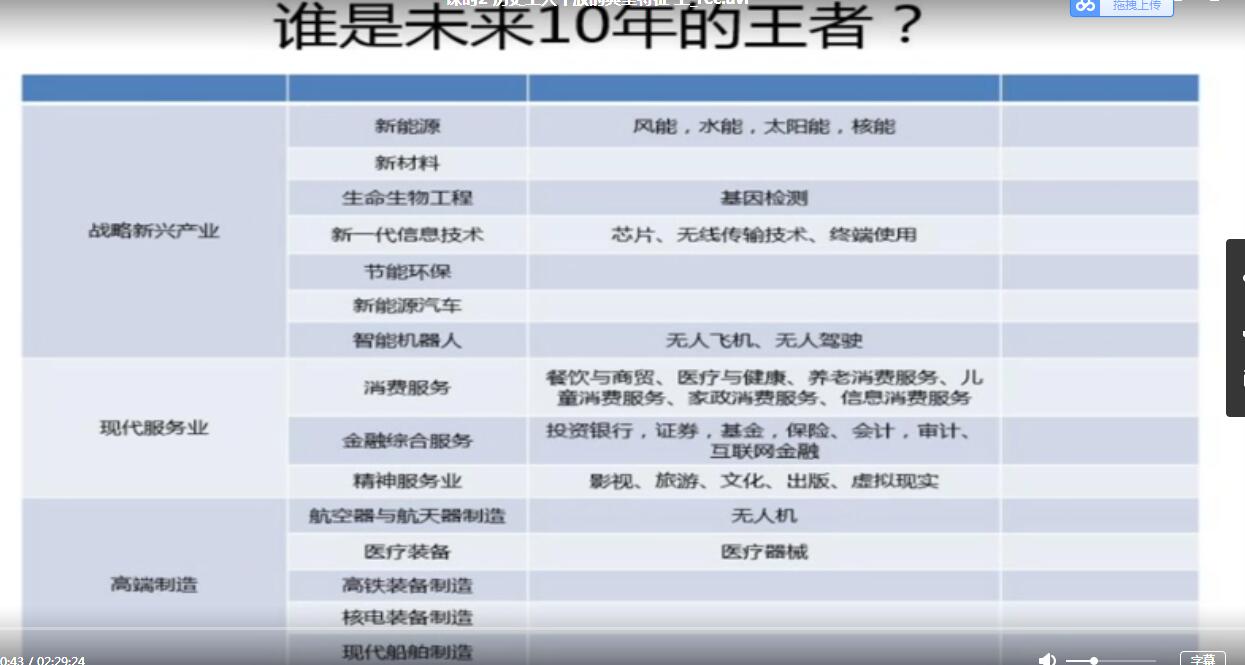 谁是未来10年的王者？
拖拽上传
新能源 风能，水能，太阳能，核能
新材料
生命生物工程 基因检测
战略新兴产业
新一代信息技术 芯片、无线传输技术、终端使用
节能环保
新能源汽车
智能机器人 无人飞机、无人驾驶
消费服务 餐饮与商贸、医疗与健康、养老消费服务、儿
童消费服务、家政消费服务、信息消费服务
现代服务业
金融综合服务 投资银行，证券，基金，保险、会计，审计、
互联网金融
精神服务业 影视、旅游、文化、出版、虚拟现实
航空器与航天器制造 无人机
医疗装备 医疗器械
高端制造
高铁装备制造
核电装备制造
现代船舶制造
0:43 / 02:29:24
字幕